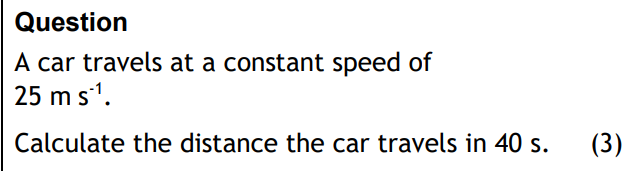 Question
A car travels at a constant speed of
25 m s⁻¹.
Calculate the distance the car travels in 40 s. (3)